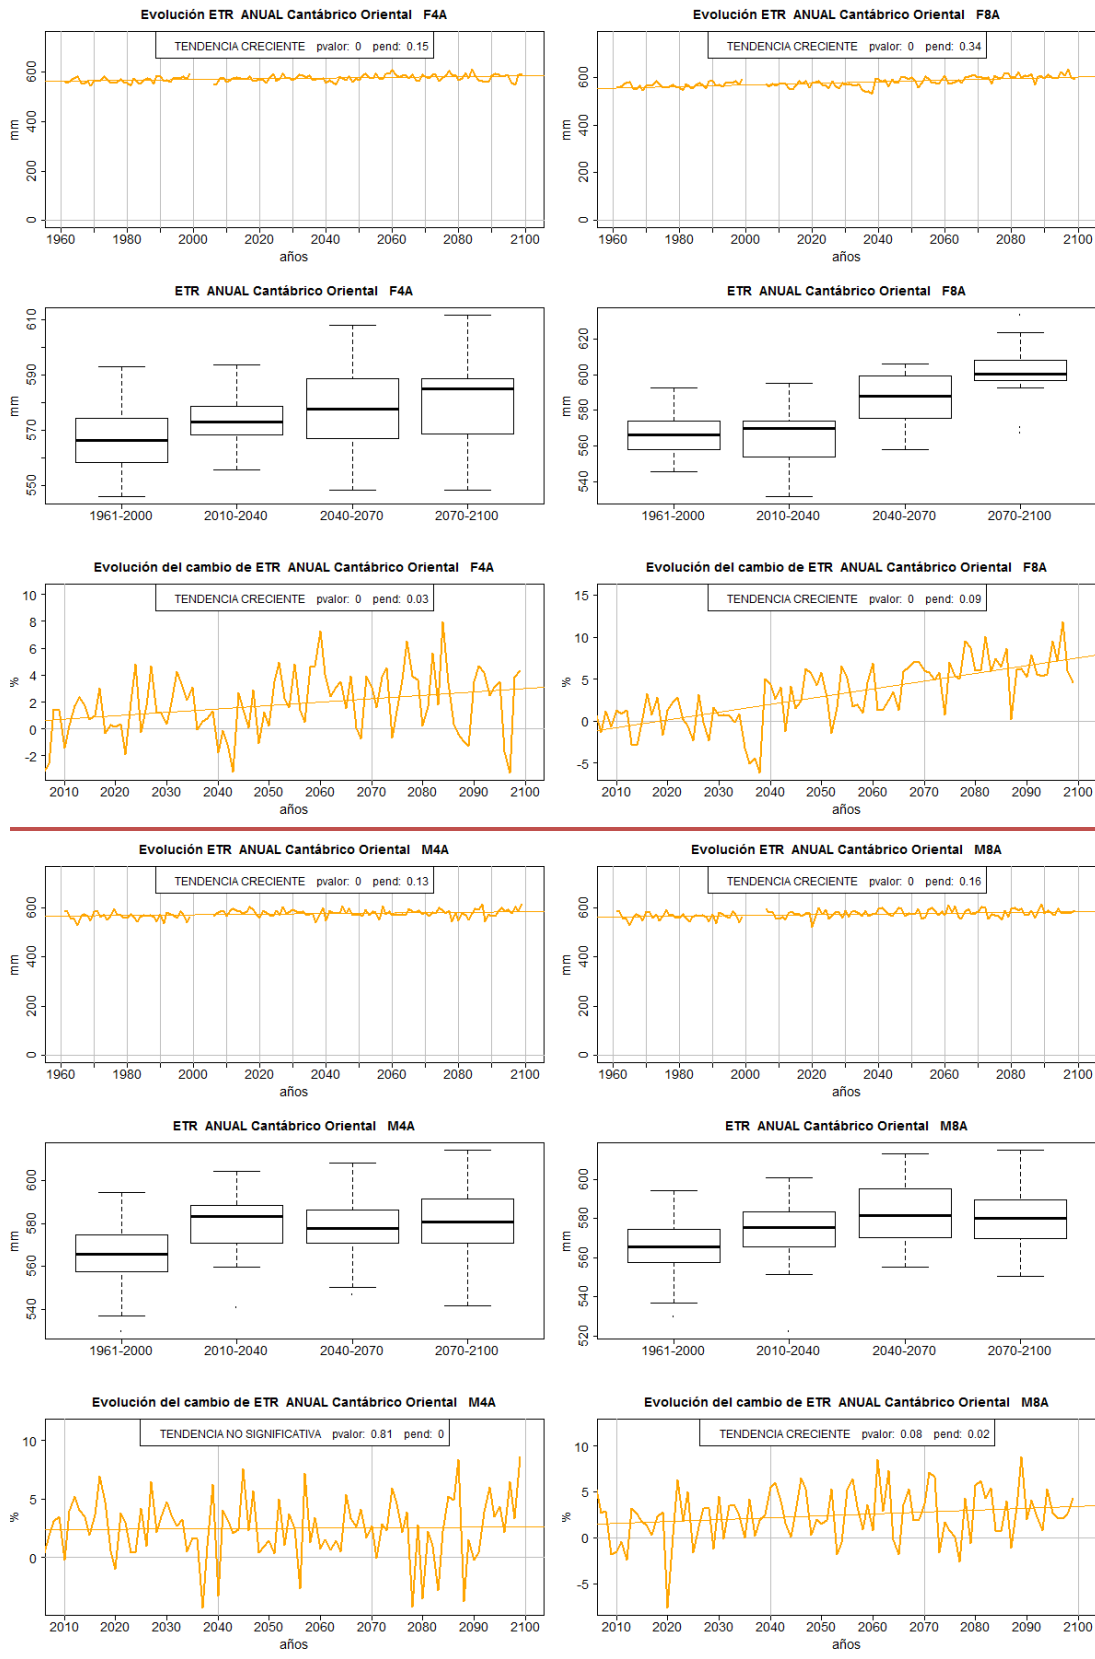 Evolución ETR ANUAL Cantábrico Oriental F4A
TENDENCIA CRECIENTE pvalor: 0 pend: 0.15
mm
0 200 400 600
1960 1980 2000 2020 2040 2060 2080 2100
años
Evolución ETR ANUAL Cantábrico Oriental F8A
TENDENCIA CRECIENTE pvalor: 0 pend: 0.34
mm
0 200 400 600
1960 1980 2000 2020 2040 2060 2080 2100
años
ETR ANUAL Cantábrico Oriental F4A
mm
550 570 590 610
1961-2000 2010-2040 2040-2070 2070-2100
ETR ANUAL Cantábrico Oriental F8A
mm
540 560 580 600 620
1961-2000 2010-2040 2040-2070 2070-2100
Evolución del cambio de ETR ANUAL Cantábrico Oriental F4A
TENDENCIA CRECIENTE pvalor: 0 pend: 0.03
%
10
8
6
4
2
0
-2
2010 2020 2030 2040 2050 2060 2070 2080 2090 2100
años
Evolución del cambio de ETR ANUAL Cantábrico Oriental F8A
TENDENCIA CRECIENTE pvalor: 0 pend: 0.09
%
15
10
5
0
-5
2010 2020 2030 2040 2050 2060 2070 2080 2090 2100
años
Evolución ETR ANUAL Cantábrico Oriental M4A
TENDENCIA CRECIENTE pvalor: 0 pend: 0.13
mm
0 200 400 600
1960 1980 2000 2020 2040 2060 2080 2100
años
Evolución ETR ANUAL Cantábrico Oriental M8A
TENDENCIA CRECIENTE pvalor: 0 pend: 0.16
mm
0 200 400 600
1960 1980 2000 2020 2040 2060 2080 2100
años
ETR ANUAL Cantábrico Oriental M4A
mm
540 560 580 600
1961-2000 2010-2040 2040-2070 2070-2100
ETR ANUAL Cantábrico Oriental M8A
mm
520 540 560 580 600
1961-2000 2010-2040 2040-2070 2070-2100
Evolución del cambio de ETR ANUAL Cantábrico Oriental M4A
TENDENCIA NO SIGNIFICATIVA pvalor: 0.81 pend: 0
%
10
5
0
2010 2020 2030 2040 2050 2060 2070 2080 2090 2100
años
Evolución del cambio de ETR ANUAL Cantábrico Oriental M8A
TENDENCIA CRECIENTE pvalor: 0.08 pend: 0.02
%
10
5
0
-5
2010 2020 2030 2040 2050 2060 2070 2080 2090 2100
años